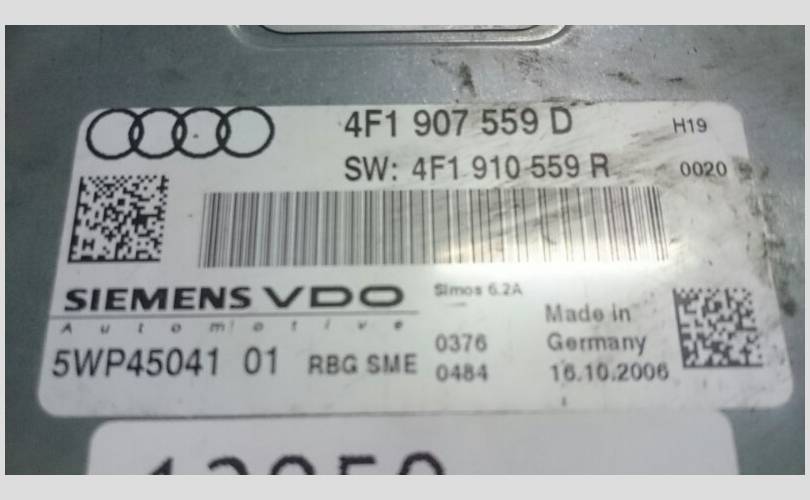 4F1 907 559 D H19
SW: 4F1 910 559 R 0020
SIEMENS VDO
Automotive
Simos 6.2A
Made in
Germany
5WP45041 01 RBG SME
0376
0484
16.10.2006